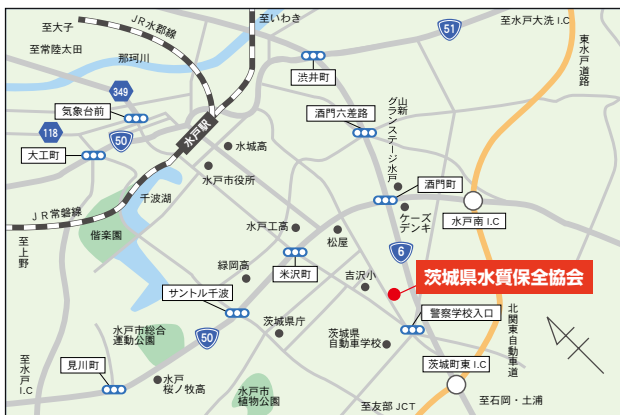 至大子
JR水郡線
至いわき
至水戸大洗 I.C
51
至常陸太田
那珂川
東水戸道路
渋井町
349
気象台前
118
50
大工町
水戸駅
水城高
水戸市役所
酒門六差路
山新
グランステージ水戸
酒門町
ケーズ
デンキ
水戸南 I.C
JR常磐線
千波湖
偕楽園
至上野
水戸工高
松屋
6
緑岡高
米沢町
吉沢小
茨城県水質保全協会
サントル千波
茨城県庁
警察学校入口
茨城県
自動車学校
北関東自動車道
水戸市総合
運動公園
50
見川町
至水戸I.C
水戸
桜ノ牧高
水戸市
植物公園
茨城町東 I.C
至友部 JCT
至石岡・土浦